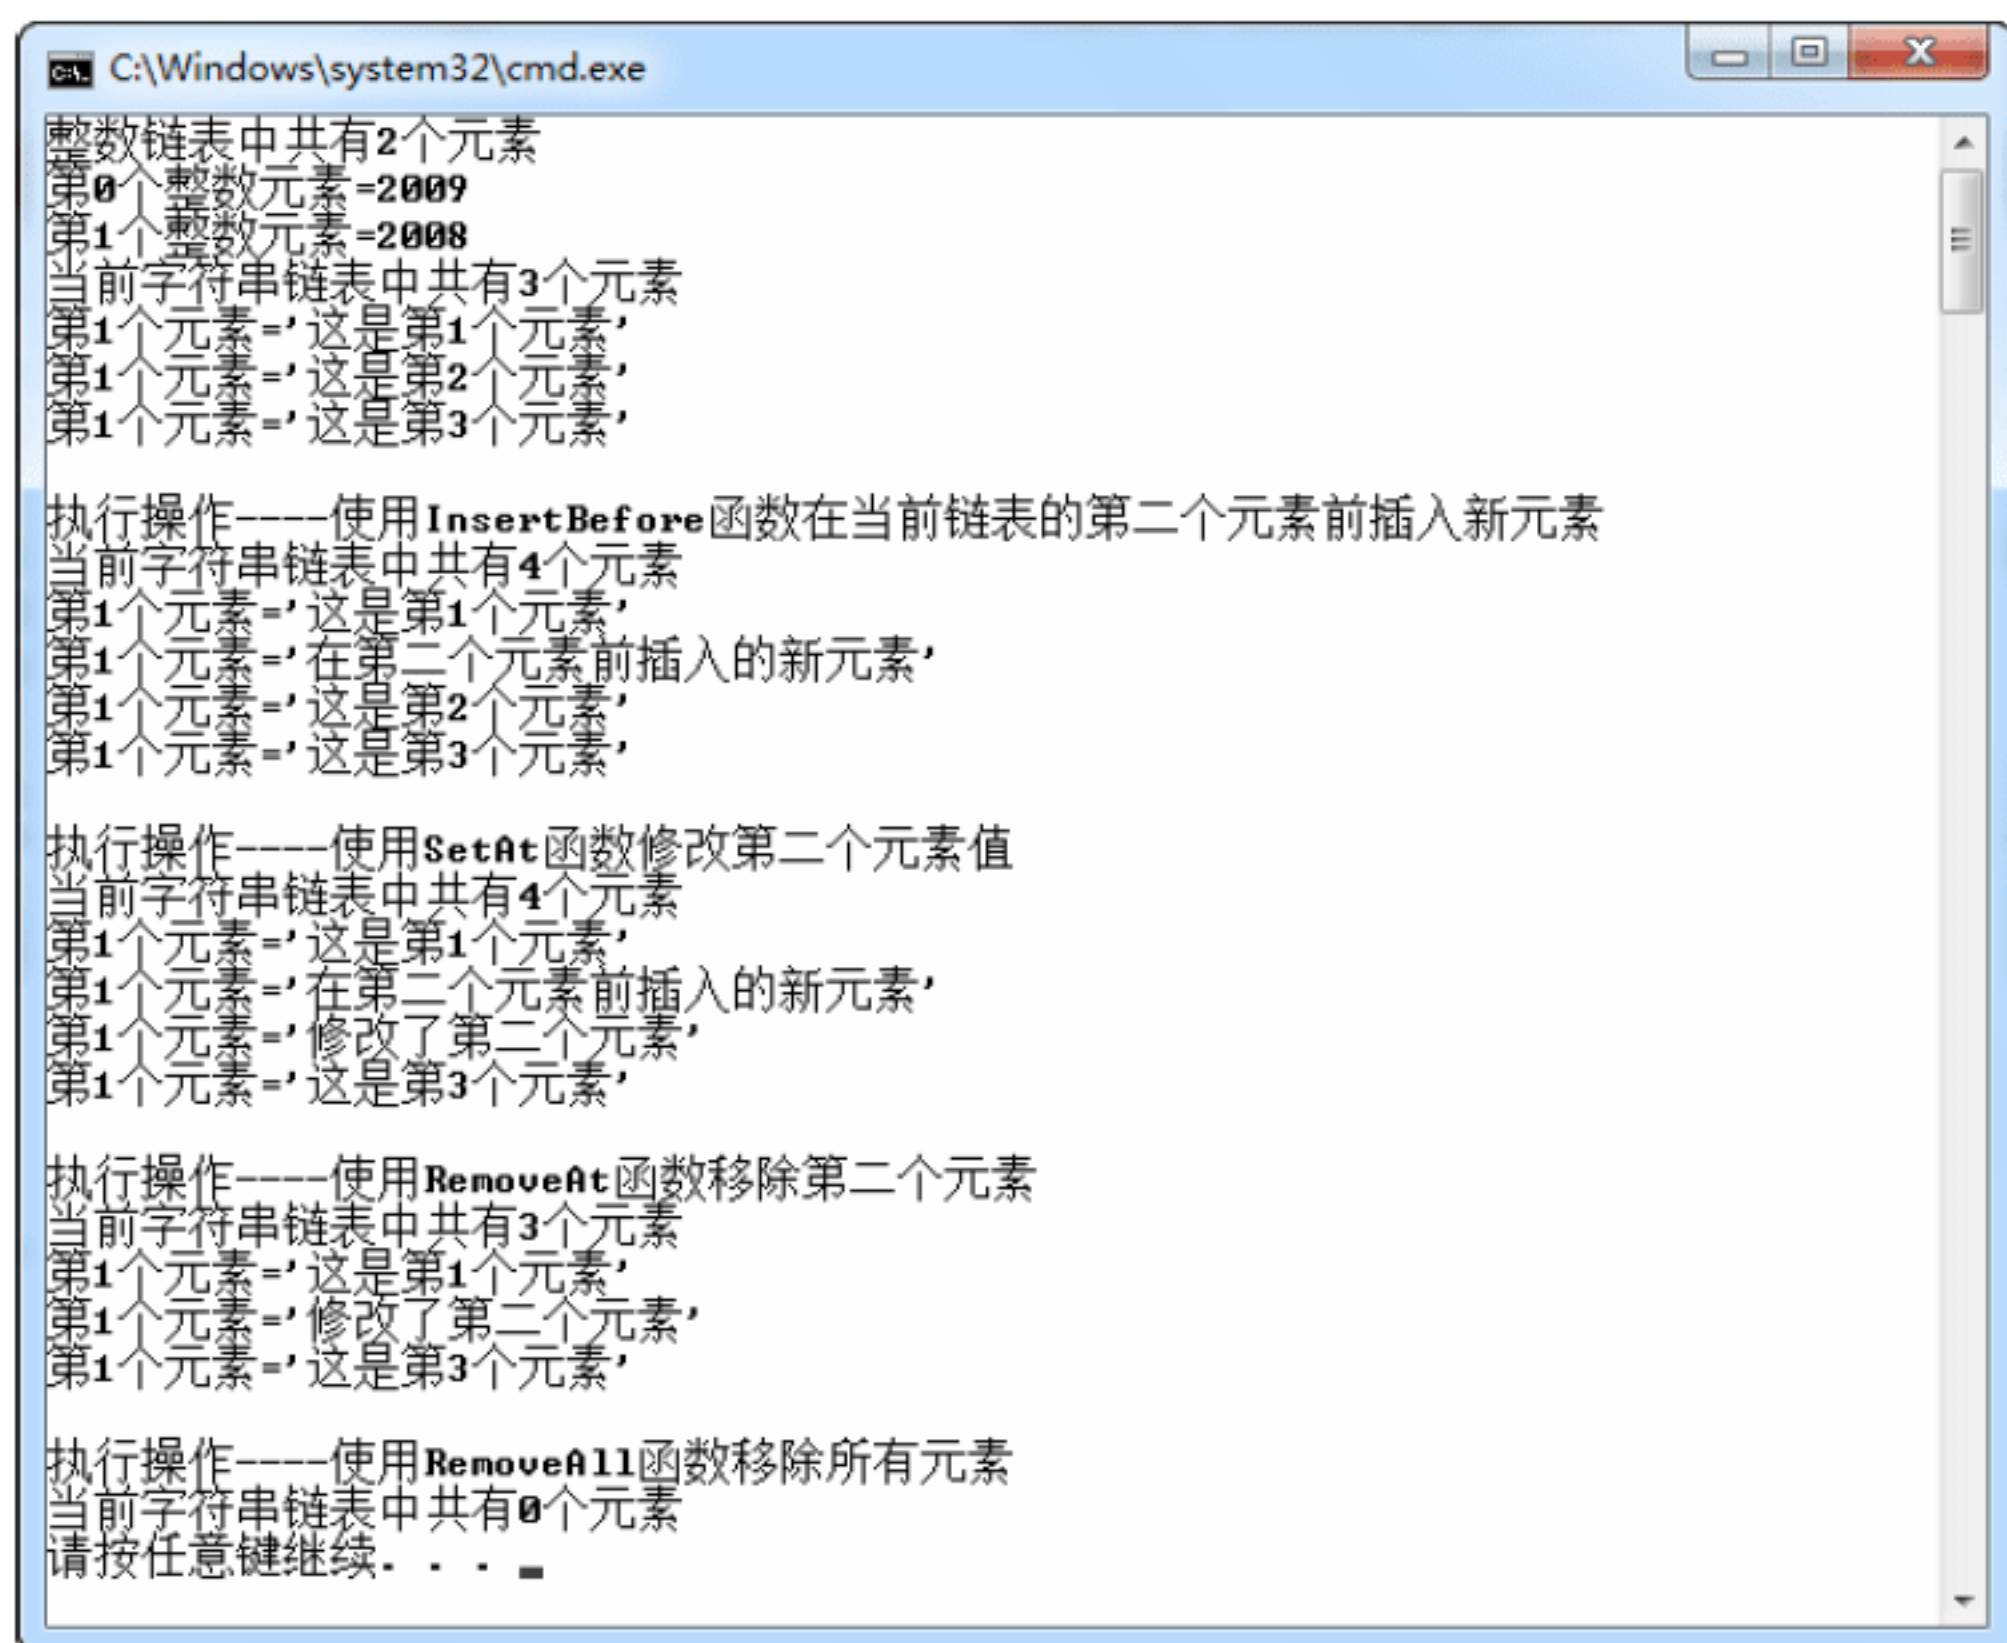 C:\Windows\system32\cmd.exe
整数链表中共有2个元素
第0个整数元素=2009
第1个整数元素=2008
当前字符串链表中共有3个元素
第1个元素='这是第1个元素'
第1个元素='这是第2个元素'
第1个元素='这是第3个元素'
执行操作----使用InsertBefore函数在当前链表的第二个元素前插入新元素
当前字符串链表中共有4个元素
第1个元素='这是第1个元素'
第1个元素='在第二个元素前插入的新元素'
第1个元素='这是第2个元素'
第1个元素='这是第3个元素'
执行操作----使用SetAt函数修改第二个元素值
当前字符串链表中共有4个元素
第1个元素='这是第1个元素'
第1个元素='在第二个元素前插入的新元素'
第1个元素='修改了第二个元素'
第1个元素='这是第3个元素'
执行操作----使用RemoveAt函数移除第二个元素
当前字符串链表中共有3个元素
第1个元素='这是第1个元素'
第1个元素='修改了第二个元素'
第1个元素='这是第3个元素'
执行操作----使用RemoveAll函数移除所有元素
当前字符串链表中共有0个元素
请按任意键继续. . .